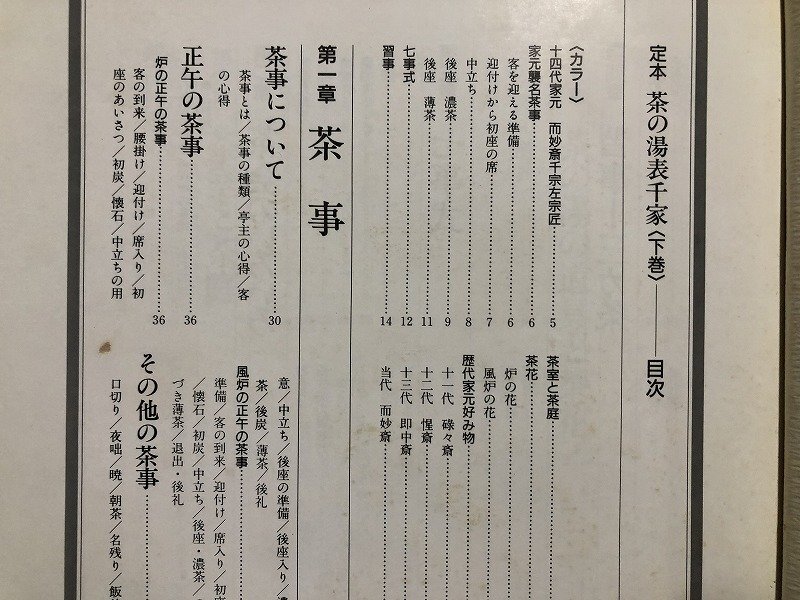 定本 茶の湯表千家〈下巻〉――目次
〈カラー〉
十四代家元 而妙斎千宗左宗匠……5
家元襲名茶事……6
客を迎える準備……6
迎付けから初座の席……7
中立ち……8
後座 濃茶……9
後座 薄茶……11
七事式……12
習事……14
茶室と茶庭……
茶花……
炉の花……
風炉の花……
歴代家元好み物……
十一代 碌々斎……
十二代 惺斎……
十三代 即中斎……
当代 而妙斎……
第一章 茶事
茶事について……30
茶事とは／茶事の種類／亭主の心得／客
の心得
正午の茶事……36
炉の正午の茶事……36
客の到来／腰掛け／迎付け／席入り／初
座のあいさつ／初炭／懐石／中立ちの用
意／中立ち／後座の準備／後座入り／濃
茶／後炭／薄茶／後礼
風炉の正午の茶事……
準備／客の到来／迎付け／席入り／初座
／懐石／初炭／中立ち／後座・濃茶／
づき薄茶／退出・後礼
その他の茶事……
口切り／夜咄／暁／朝茶／名残り／飯